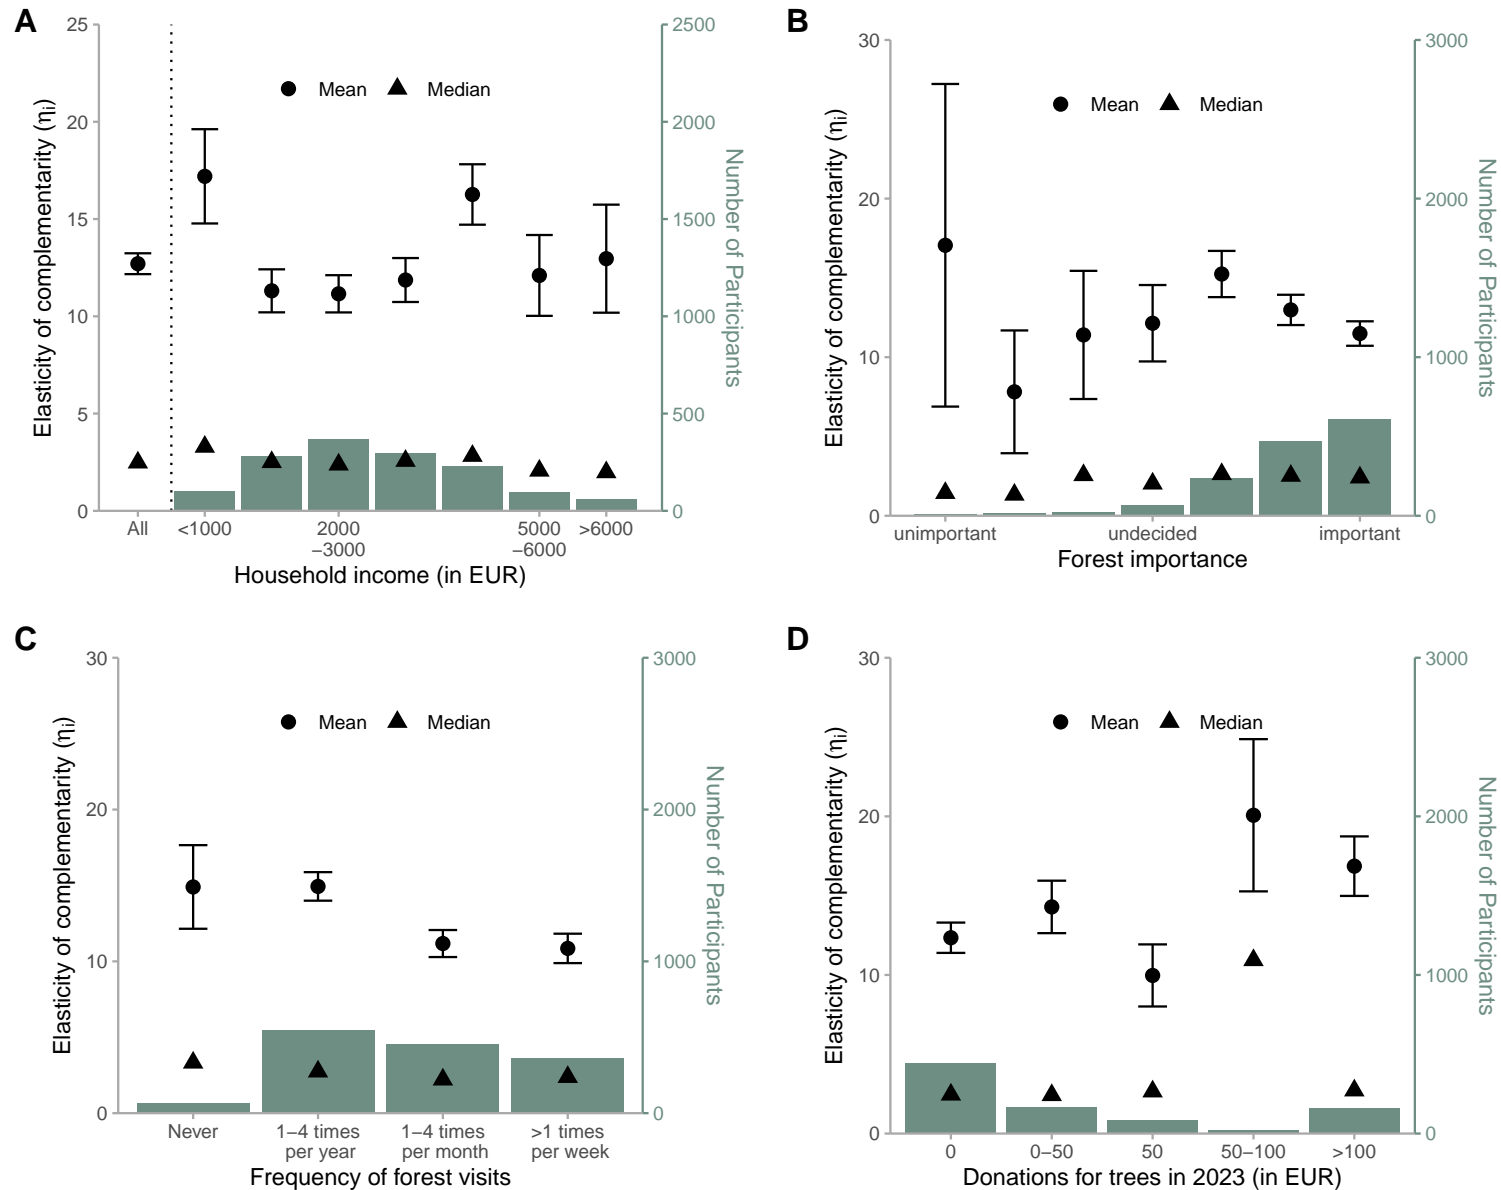 A
25
20
15
10
5
0
2500
2000
1500
1000
500
0
Mean
Median
Elasticity of complementarity (ηi)
Number of Participants
All
<1000
2000
−3000
5000
−6000
>6000
Household income (in EUR)
B
30
20
10
0
3000
2000
1000
0
Mean
Median
Elasticity of complementarity (ηi)
Number of Participants
unimportant
undecided
important
Forest importance
C
30
20
10
0
3000
2000
1000
0
Mean
Median
Elasticity of complementarity (ηi)
Number of Participants
Never
1−4 times
per year
1−4 times
per month
>1 times
per week
Frequency of forest visits
D
30
20
10
0
3000
2000
1000
0
Mean
Median
Elasticity of complementarity (ηi)
Number of Participants
0
0−50
50
50−100
>100
Donations for trees in 2023 (in EUR)